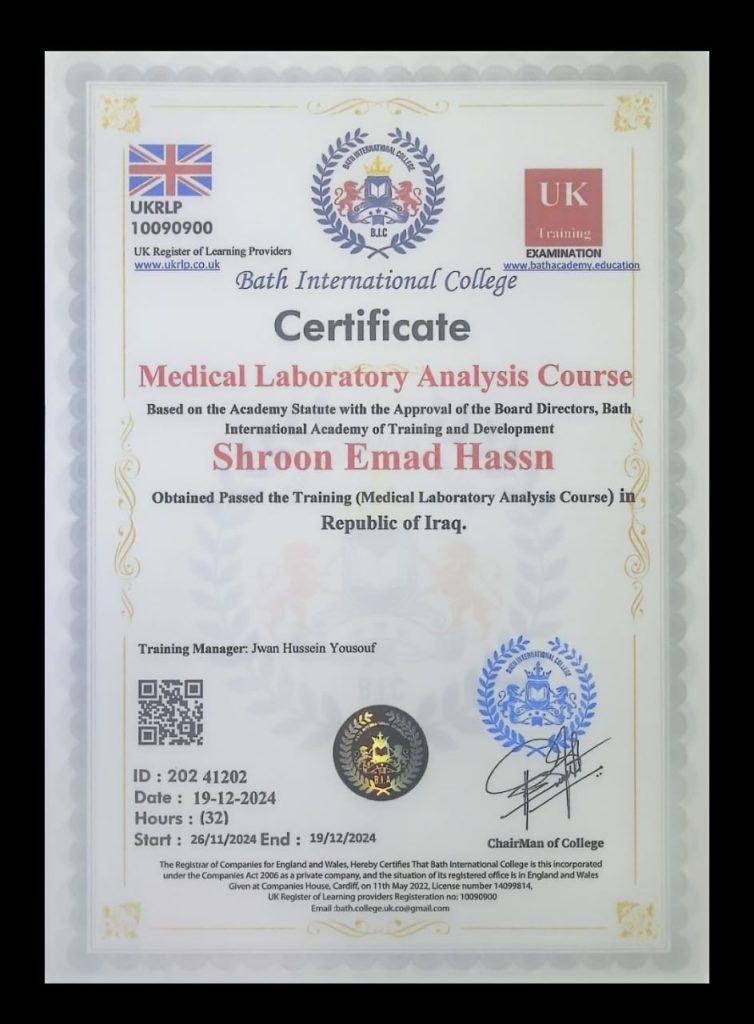 BATH INTERNATIONAL COLLEGE
B.I.C
UKRLP
10090900
UK Register of Learning Providers
www.ukrlp.co.uk
UK
Training
EXAMINATION
www.bathacademy.education
Bath International College
Certificate
Medical Laboratory Analysis Course
Based on the Academy Statute with the Approval of the Board Directors, Bath
International Academy of Training and Development
Shroon Emad Hassn
Obtained Passed the Training (Medical Laboratory Analysis Course) in
Republic of Iraq.
B.I.C
Training Manager: Jwan Hussein Yousouf
BATH INTERNATIONAL COLLEGE
B.I.A
ID : 202 41202
Date : 19-12-2024
Hours : (32)
Start : 26/11/2024 End : 19/12/2024
ChairMan of College
The Registrar of Companies for England and Wales, Hereby Certifies That Bath International College is this incorporated
under the Companies Act 2006 as a private company, and the situation of its registered office is in England and Wales
Given at Companies House, Cardiff, on 11th May 2022, License number 14099814,
UK Register of Learning providers Registeration no: 10090900
Email :bath.college.uk.co@gmail.com